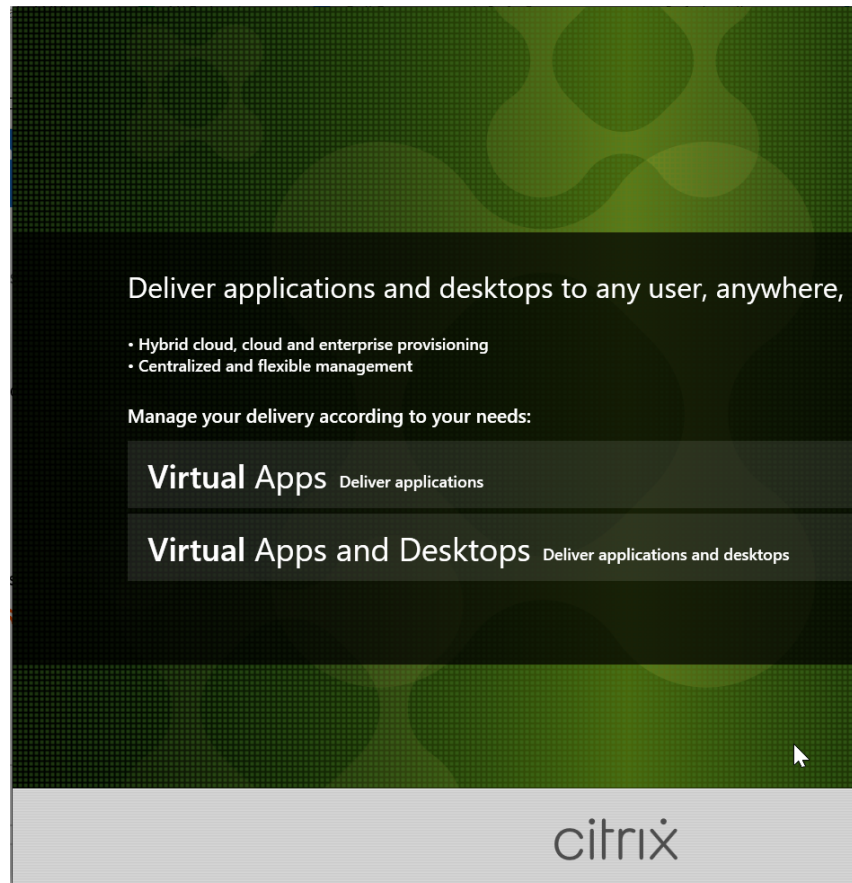 Deliver applications and desktops to any user, anywhere,
• Hybrid cloud, cloud and enterprise provisioning
• Centralized and flexible management
Manage your delivery according to your needs:
Virtual Apps Deliver applications
Virtual Apps and Desktops Deliver applications and desktops
citrix